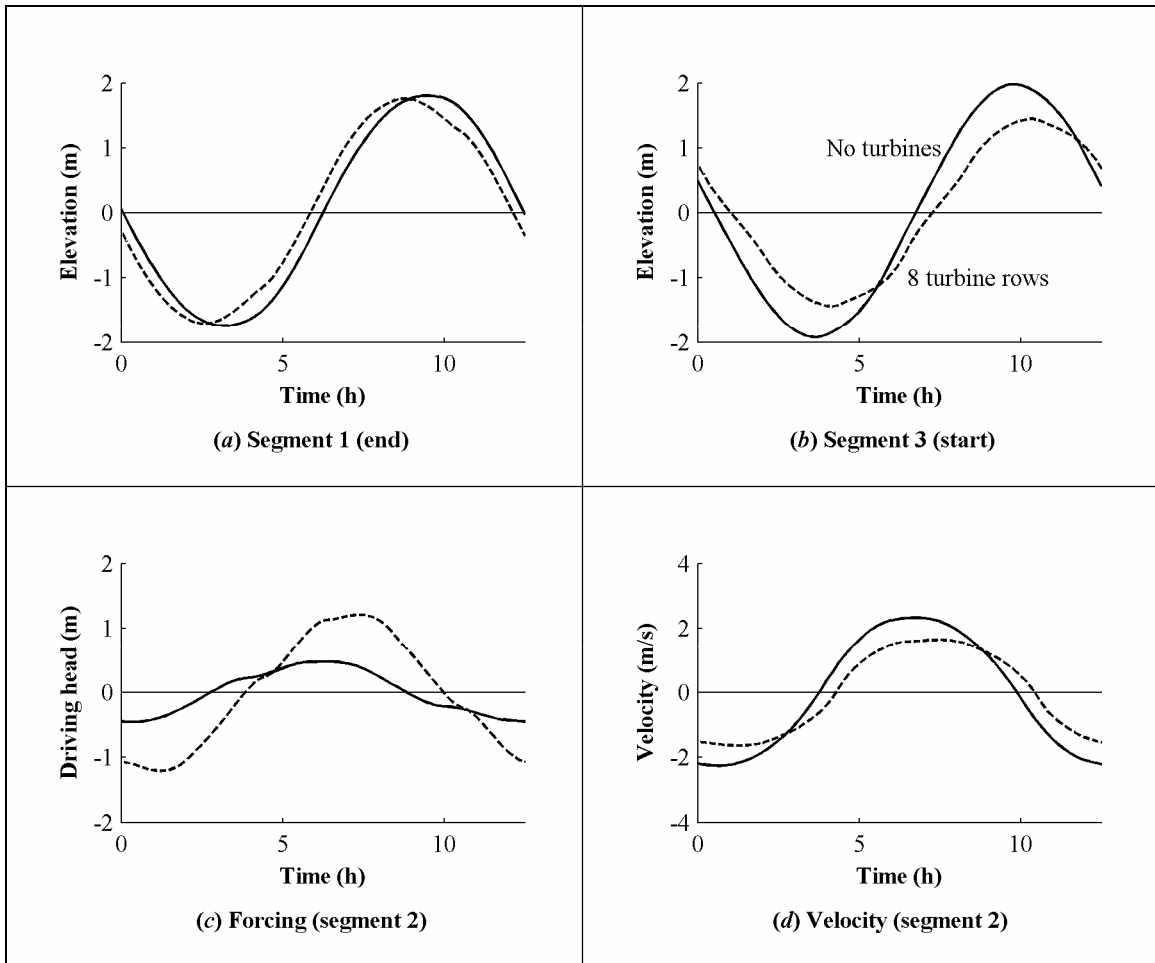 2
1
0
-1
-2
Elevation (m)
0
5
10
Time (h)
(a) Segment 1 (end)
2
1
0
-1
-2
Elevation (m)
No turbines
8 turbine rows
0
5
10
Time (h)
(b) Segment 3 (start)
2
1
0
-1
-2
Driving head (m)
0
5
10
Time (h)
(c) Forcing (segment 2)
4
2
0
-2
-4
Velocity (m/s)
0
5
10
Time (h)
(d) Velocity (segment 2)